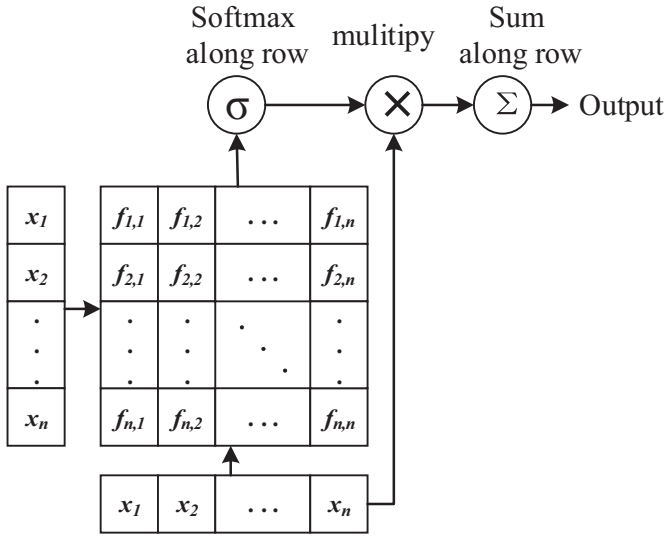 Softmax along row
mulitipy
Sum along row
σ
×
Σ
Output
x1
x2
.
.
.
xn
f1,1 f1,2 ... f1,n
f2,1 f2,2 ... f2,n
. . . .
. . . .
. . . .
fn,1 fn,2 ... fn,n
x1 x2 ... xn